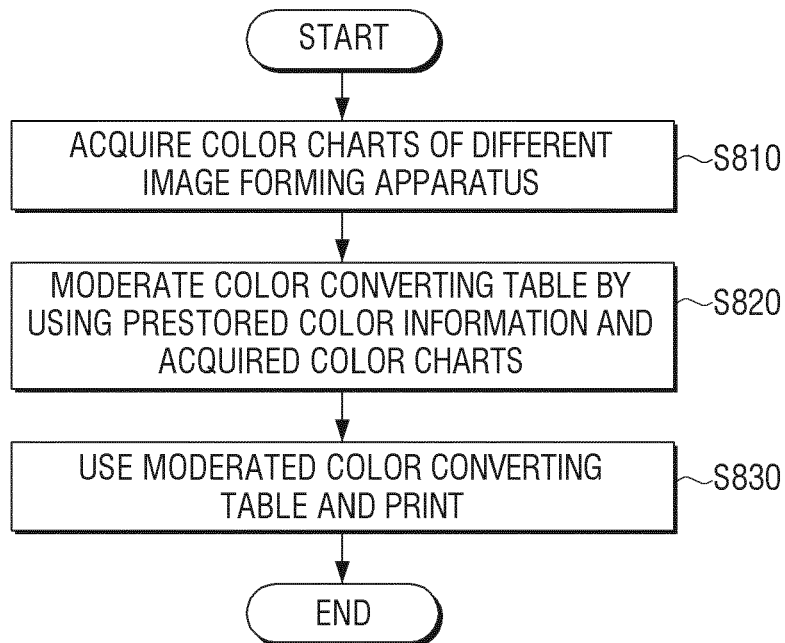 START
ACQUIRE COLOR CHARTS OF DIFFERENT
IMAGE FORMING APPARATUS
S810
MODERATE COLOR CONVERTING TABLE BY
USING PRESTORED COLOR INFORMATION AND
ACQUIRED COLOR CHARTS
S820
USE MODERATED COLOR CONVERTING
TABLE AND PRINT
S830
END